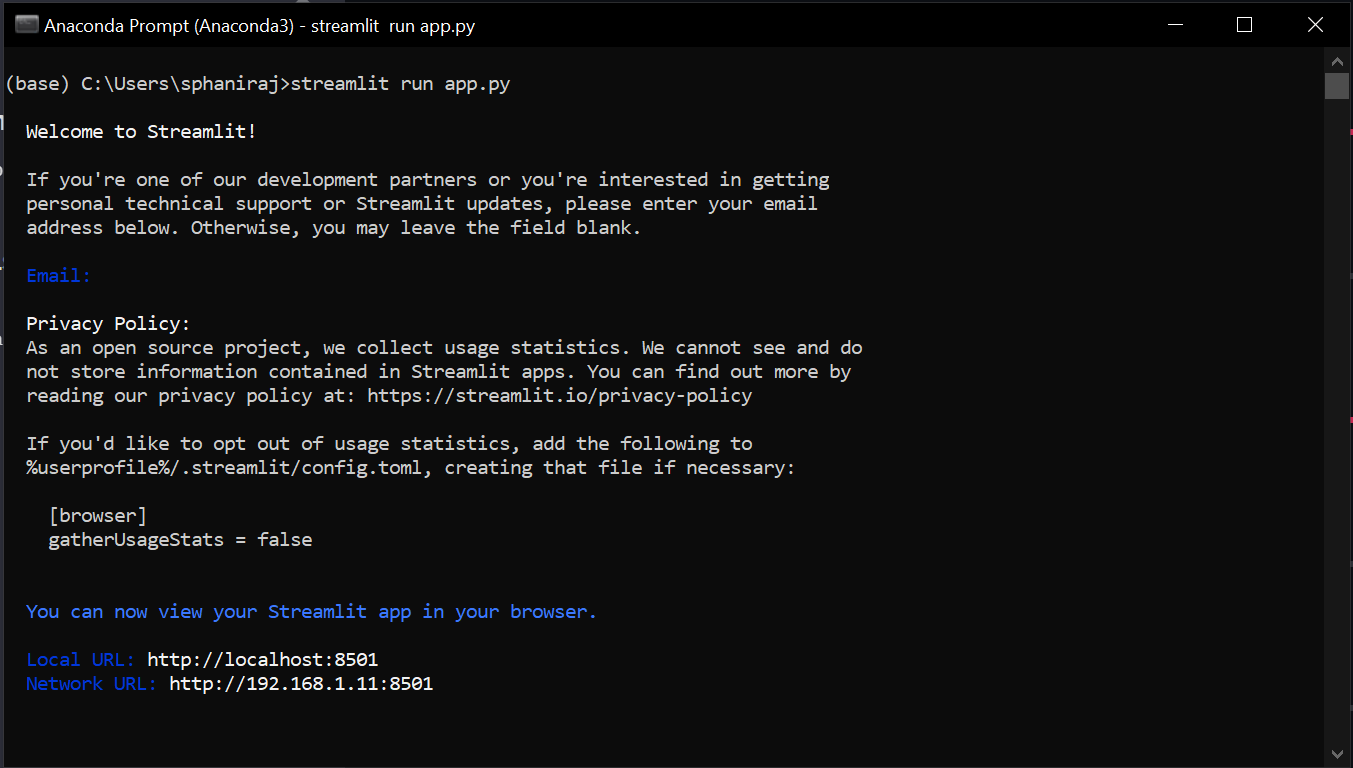 Anaconda Prompt (Anaconda3) - streamlit  run app.py
(base) C:\Users\sphaniraj>streamlit run app.py
Welcome to Streamlit!
If you're one of our development partners or you're interested in getting
personal technical support or Streamlit updates, please enter your email
address below. Otherwise, you may leave the field blank.
Email:
Privacy Policy:
As an open source project, we collect usage statistics. We cannot see and do
not store information contained in Streamlit apps. You can find out more by
reading our privacy policy at: https://streamlit.io/privacy-policy
If you'd like to opt out of usage statistics, add the following to
%userprofile%/.streamlit/config.toml, creating that file if necessary:
[browser]
gatherUsageStats = false
You can now view your Streamlit app in your browser.
Local URL: http://localhost:8501
Network URL: http://192.168.1.11:8501